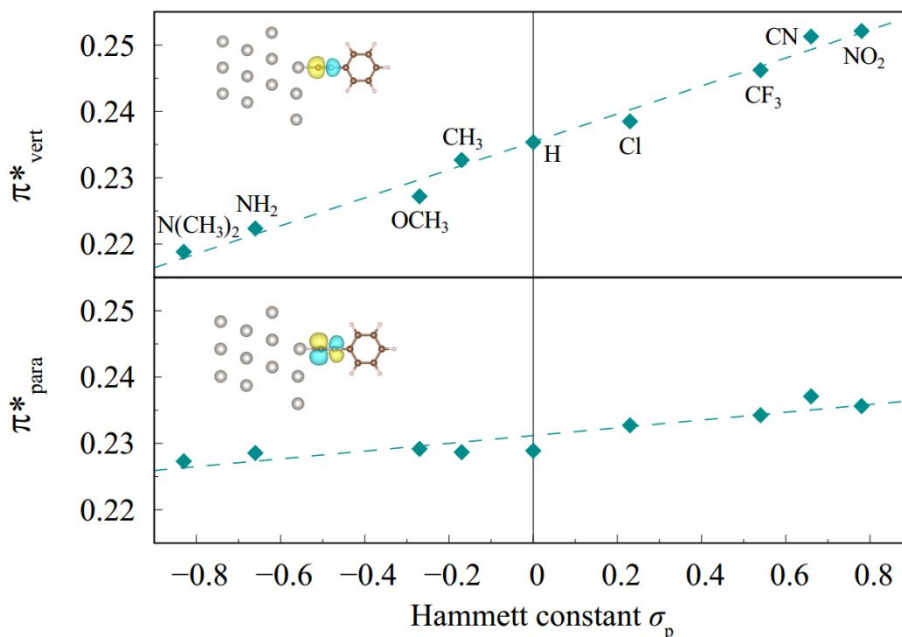 0.25
0.24
0.23
0.22
π*vert
N(CH₃)₂
NH₂
OCH₃
CH₃
H
Cl
CF₃
CN
NO₂
0.25
0.24
0.23
0.22
π*para
−0.8 −0.6 −0.4 −0.2 0 0.2 0.4 0.6 0.8
Hammett constant σₚ